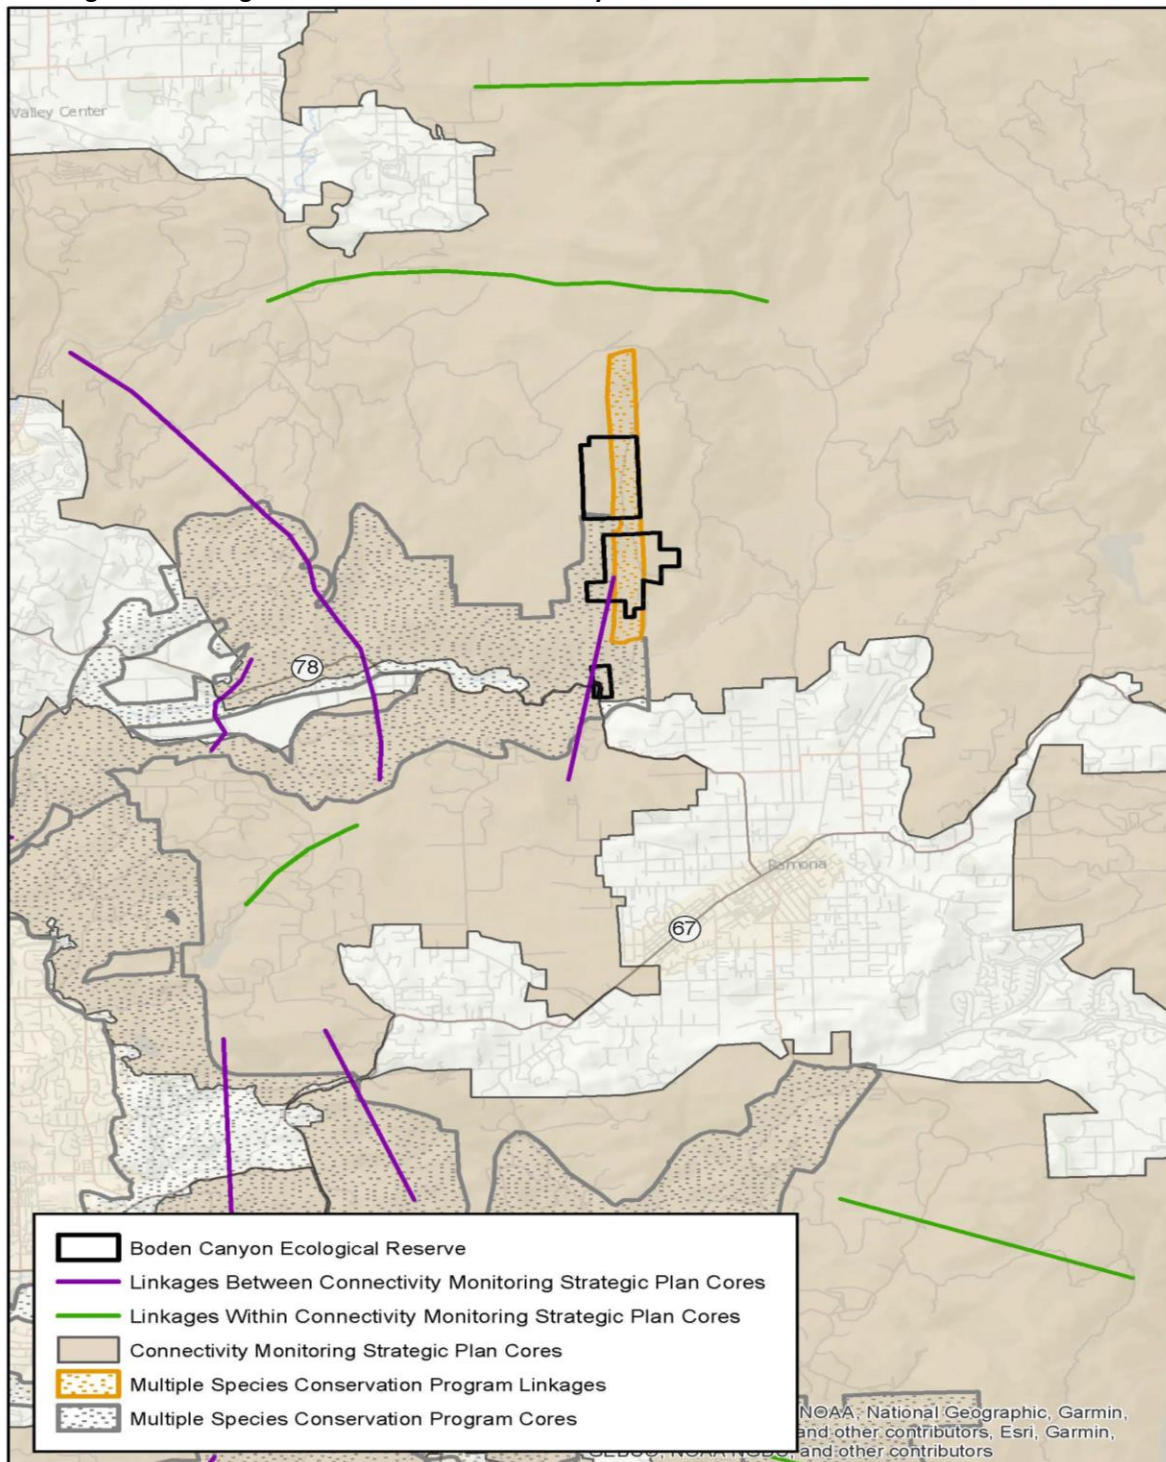 Valley Center
78
Ramona
67
Boden Canyon Ecological Reserve
Linkages Between Connectivity Monitoring Strategic Plan Cores
Linkages Within Connectivity Monitoring Strategic Plan Cores
Connectivity Monitoring Strategic Plan Cores
Multiple Species Conservation Program Linkages
Multiple Species Conservation Program Cores
NOAA, National Geographic, Garmin,
and other contributors, Esri, Garmin,
and other contributors